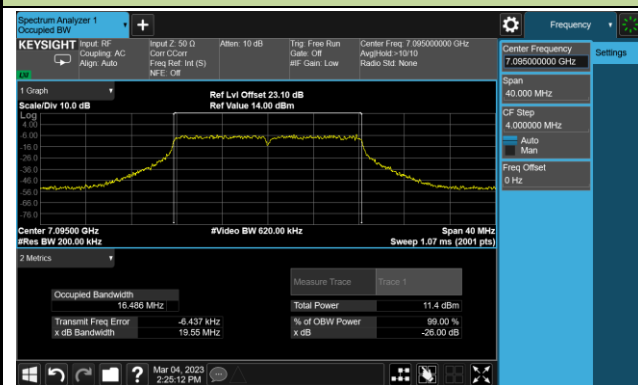 Spectrum Analyzer 1
Occupied BW
Frequency
KEYSIGHT
Input: RF
Coupling: AC
Align: Auto
Input Z: 50 Ω
Corr CCorr
Freq Ref: Int (S)
NFE: Off
Atten: 10 dB
Trig: Free Run
Gate: Off
#IF Gain: Low
Center Freq: 7.095000000 GHz
Avg|Hold:>10/10
Radio Std: None
Center Frequency
7.095000000 GHz
Settings
Span
40.000 MHz
CF Step
4.000000 MHz
Auto
Man
Freq Offset
0 Hz
1 Graph
Scale/Div 10.0 dB
Ref Lvl Offset 23.10 dB
Ref Value 14.00 dBm
Log
4.00
-6.00
-16.0
-26.0
-36.0
-46.0
-56.0
-66.0
-76.0
Center 7.09500 GHz
#Res BW 200.00 kHz
#Video BW 620.00 kHz
Span 40 MHz
Sweep 1.07 ms (2001 pts)
2 Metrics
Measure Trace
Trace 1
Occupied Bandwidth
16.486 MHz
Total Power
11.4 dBm
Transmit Freq Error
-6.437 kHz
% of OBW Power
99.00 %
x dB Bandwidth
19.55 MHz
x dB
-26.00 dB
Mar 04, 2023
2:25:12 PM